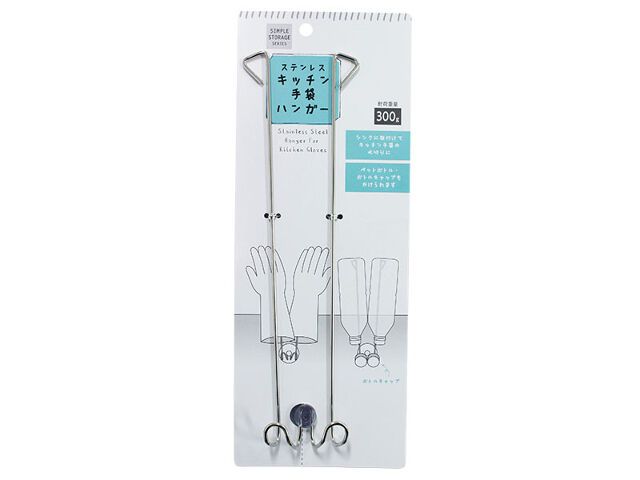 SIMPLE
STORAGE
SERIES
ステンレス
キッチン
手袋
ハンガー
Stainless Steel
Hanger For
Kitchen Gloves
耐荷重量
300g
シンクに取付けて
キッチン手袋の
水切りに
ペットボトル・
ボトルキャップも
かけられます
ボトルキャップ